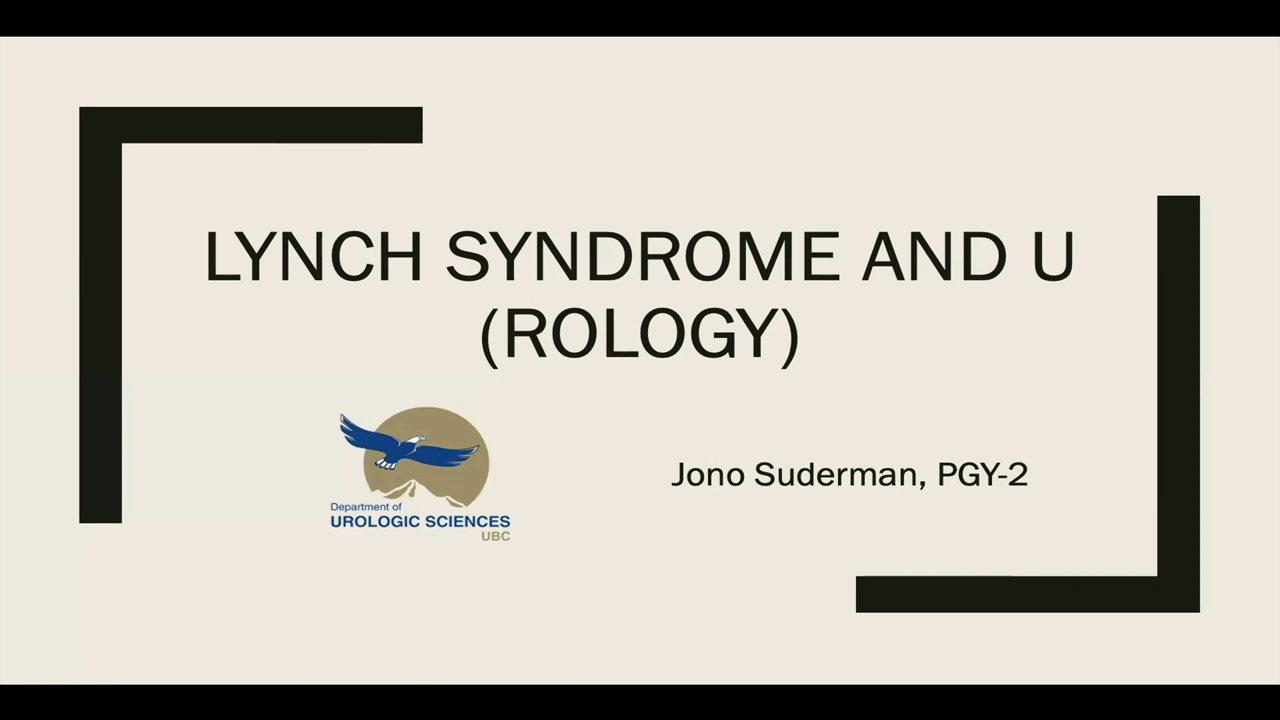 LYNCH SYNDROME AND U
(ROLOGY)
Department of
UROLOGIC SCIENCES
UBC
Jono Suderman, PGY-2